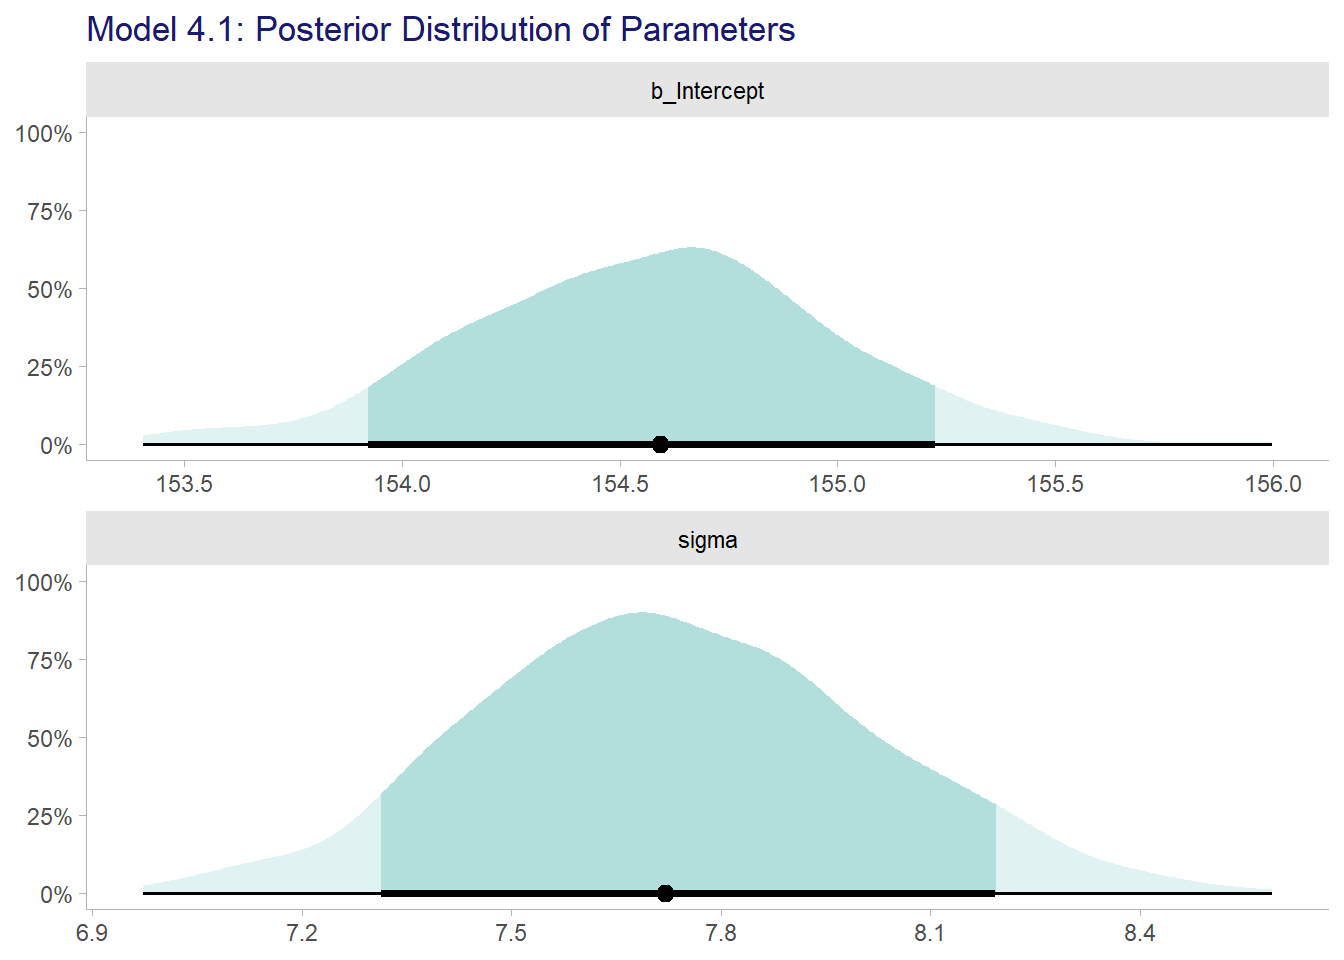 Model 4.1: Posterior Distribution of Parameters
b_Intercept
100%
75%
50%
25%
0%
153.5 154.0 154.5 155.0 155.5 156.0
sigma
100%
75%
50%
25%
0%
6.9 7.2 7.5 7.8 8.1 8.4